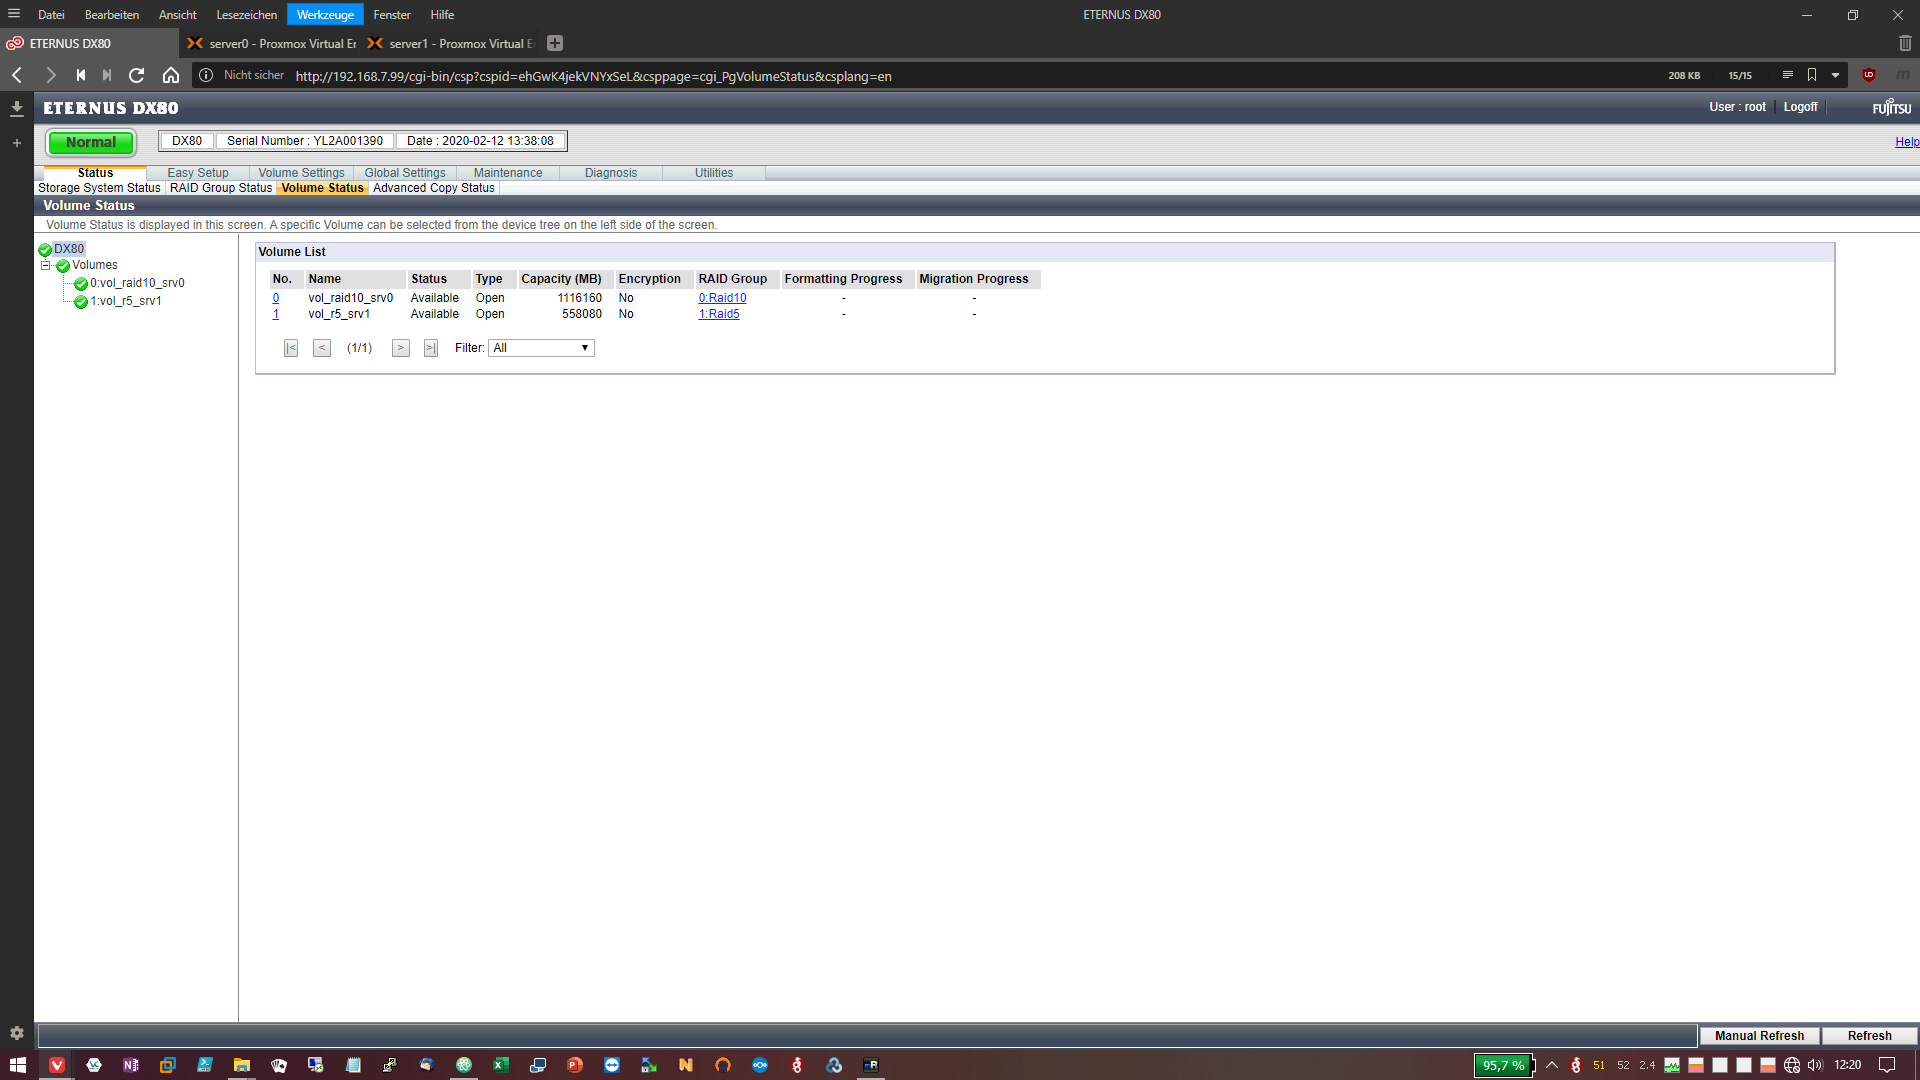 Datei Bearbeiten Ansicht Lesezeichen Werkzeuge Fenster Hilfe ETERNUS DX80
ETERNUS DX80 server0 - Proxmox Virtual Er server1 - Proxmox Virtual E
Nicht sicher http://192.168.7.99/cgi-bin/csp?cspid=ehGwK4jekVNYxSeL&csppage=cgi_PgVolumeStatus&csplang=en 208 KB 15/15
ETERNUS DX80 User : root Logoff FUJITSU
Normal DX80 Serial Number : YL2A001390 Date : 2020-02-12 13:38:08 Help
Status Easy Setup Volume Settings Global Settings Maintenance Diagnosis Utilities
Storage System Status RAID Group Status Volume Status Advanced Copy Status
Volume Status
Volume Status is displayed in this screen. A specific Volume can be selected from the device tree on the left side of the screen.
DX80
Volumes
0:vol_raid10_srv0
1:vol_r5_srv1
Volume List
No. Name Status Type Capacity (MB) Encryption RAID Group Formatting Progress Migration Progress
0 vol_raid10_srv0 Available Open 1116160 No 0:Raid10 - -
1 vol_r5_srv1 Available Open 558080 No 1:Raid5 - -
|< < (1/1) > >| Filter: All
Manual Refresh Refresh
95,7 % 51 52 2.4 12:20